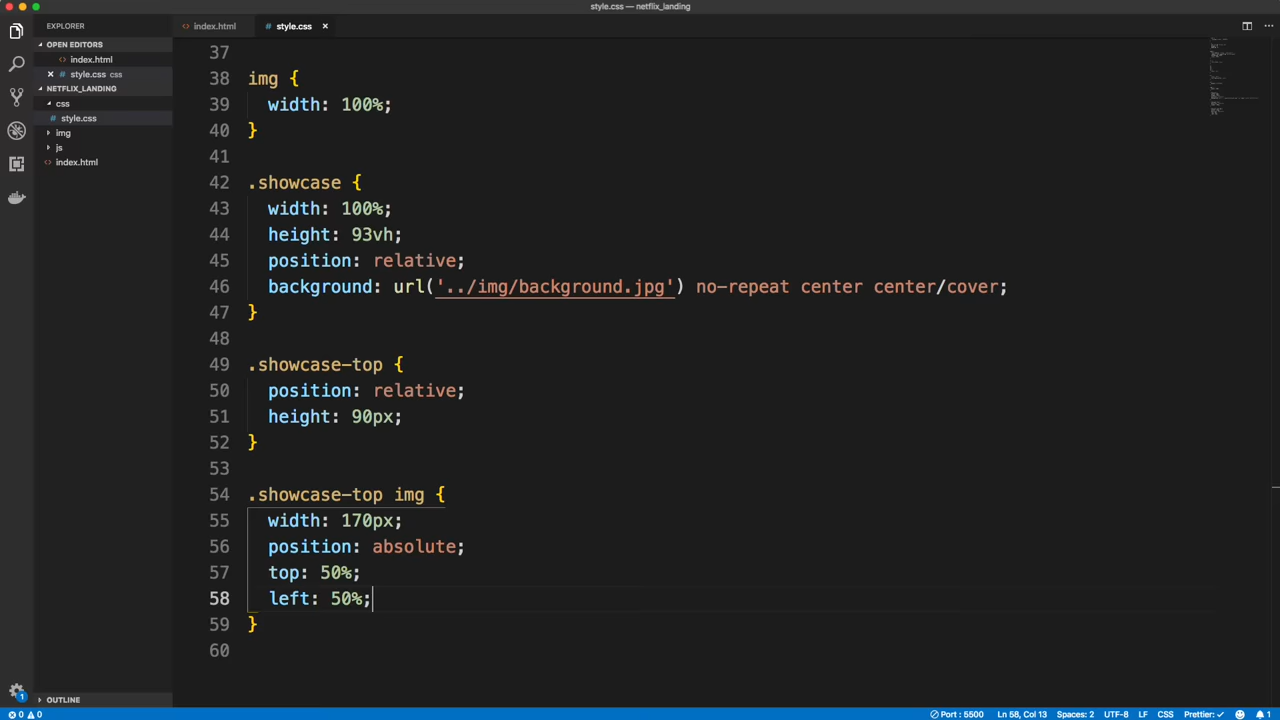 style.css — netflix_landing
EXPLORER
OPEN EDITORS
index.html
style.css css
NETFLIX_LANDING
css
style.css
img
js
index.html
OUTLINE
index.html
style.css
37
38 img {
39 width: 100%;
40 }
41
42 .showcase {
43 width: 100%;
44 height: 93vh;
45 position: relative;
46 background: url('../img/background.jpg') no-repeat center center/cover;
47 }
48
49 .showcase-top {
50 position: relative;
51 height: 90px;
52 }
53
54 .showcase-top img {
55 width: 170px;
56 position: absolute;
57 top: 50%;
58 left: 50%;
59 }
60
1
0 0 Port : 5500 Ln 58, Col 13 Spaces: 2 UTF-8 LF CSS Prettier: ✓ 1